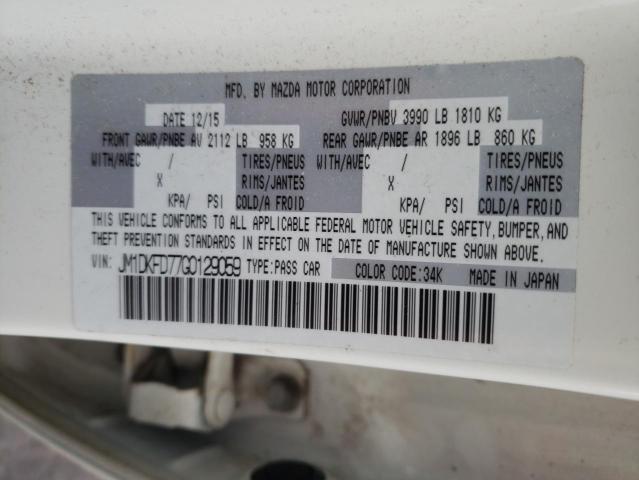 MFD. BY MAZDA MOTOR CORPORATION
DATE 12/15 GVWR/PNBV 3990 LB 1810 KG
FRONT GAWR/PNBE AV 2112 LB 958 KG REAR GAWR/PNBE AR 1896 LB 860 KG
WITH/AVEC / TIRES/PNEUS WITH/AVEC / TIRES/PNEUS
X RIMS/JANTES X RIMS/JANTES
KPA/ PSI COLD/A FROID KPA/ PSI COLD/A FROID
THIS VEHICLE CONFORMS TO ALL APPLICABLE FEDERAL MOTOR VEHICLE SAFETY, BUMPER, AND
THEFT PREVENTION STANDARDS IN EFFECT ON THE DATE OF MANUFACTURE SHOWN ABOVE.
VIN: JM1DKFD77G0129059 TYPE: PASS CAR COLOR CODE: 34K MADE IN JAPAN